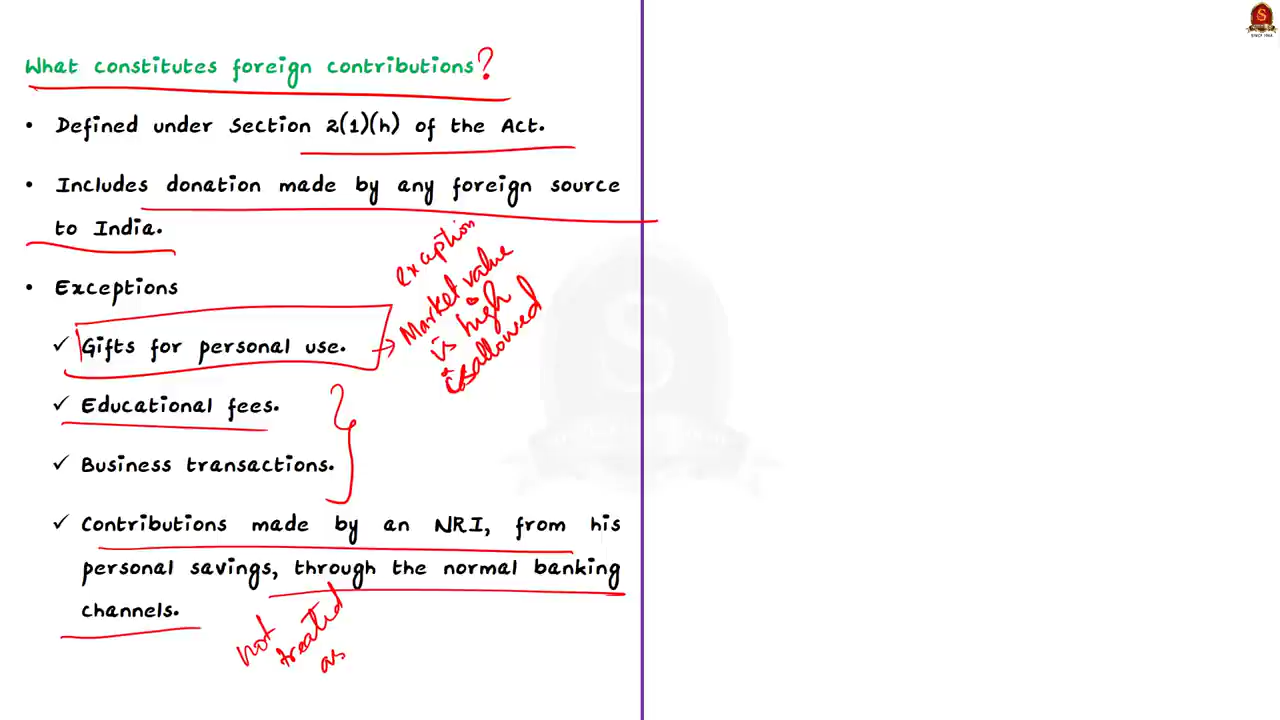 What constitutes foreign contributions?
• Defined under Section 2(1)(h) of the Act.
• Includes donation made by any foreign source
to India.
• Exceptions
✓ Gifts for personal use.
exception
Market value
is high
✓ Educational fees.
✓ Business transactions.
✓ Contributions made by an NRI, from his
personal savings, through the normal banking
channels.
not
treated
as
S
SINCE 1984